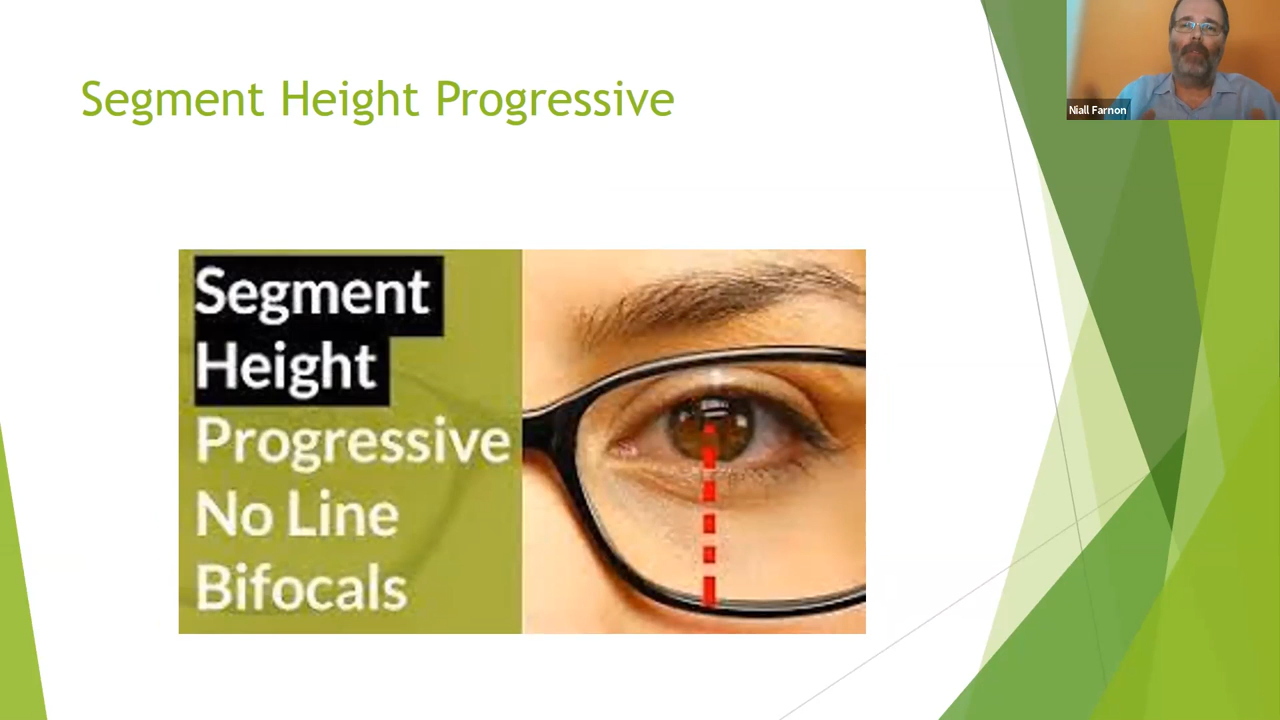 Segment Height Progressive
Niall Farnon
Segment
Height
Progressive
No Line
Bifocals